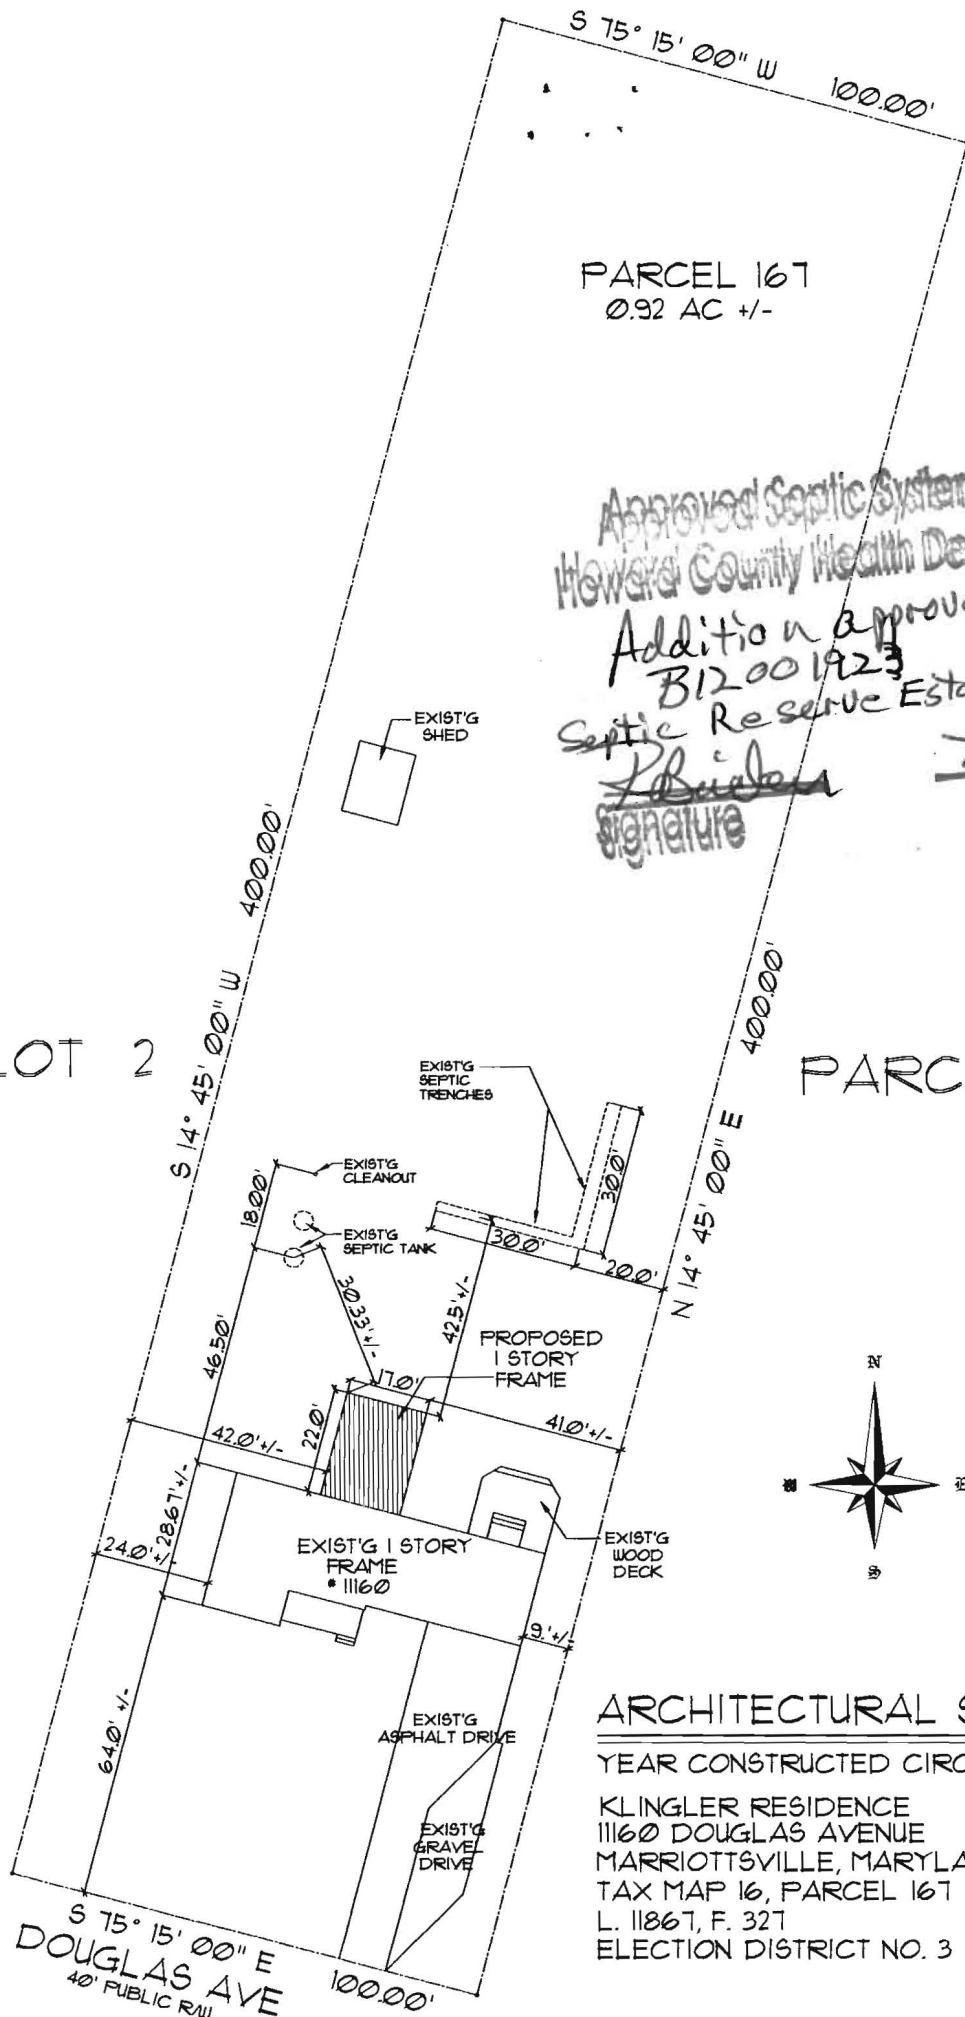 S 75° 15' 00" W 100.00'
PARCEL 167
0.92 AC +/-
Approved Septic System
Howard County Health De
Addition approv
B12001923
Septic Reserve Esta
Signature
EXIST'G
SHED
400.00'
S 14° 45' 00" W
LOT 2
400.00'
N 14° 45' 00" E
PARC
EXIST'G
SEPTIC
TRENCHES
EXIST'G
CLEANOUT
18.00'
EXIST'G
SEPTIC TANK
30.0'
30.0'
20.0'
30.33'+/-
42.5'+/-
46.50'
PROPOSED
1 STORY
FRAME
17.0'
22.0'
41.0'+/-
42.0'+/-
28.67'+/-
24.0'+/-
EXIST'G 1 STORY
FRAME
# 11160
EXIST'G
WOOD
DECK
N
E
S
9.'+/-
64.0' +/-
EXIST'G
ASPHALT DRIVE
EXIST'G
GRAVEL
DRIVE
S 75° 15' 00" E 100.00'
DOUGLAS AVE
40' PUBLIC R/W
ARCHITECTURAL S
YEAR CONSTRUCTED CIRC
KLINGLER RESIDENCE
11160 DOUGLAS AVENUE
MARRIOTTSVILLE, MARYLA
TAX MAP 16, PARCEL 167
L. 11867, F. 327
ELECTION DISTRICT NO. 3